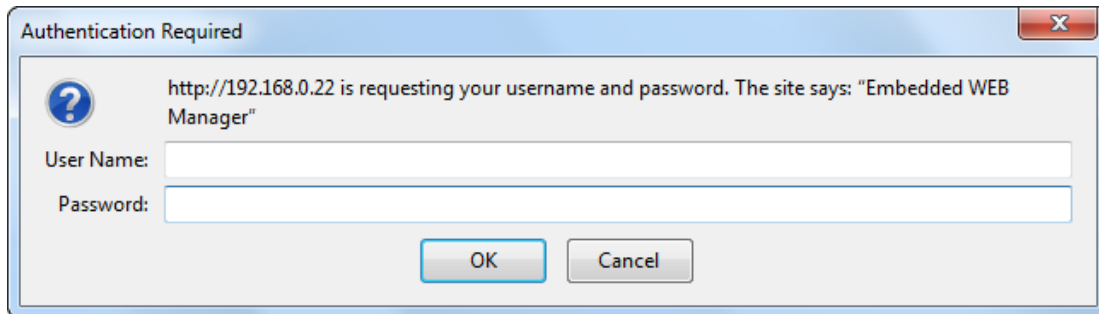 Authentication Required
http://192.168.0.22 is requesting your username and password. The site says: “Embedded WEB
Manager”
User Name:
Password:
OK
Cancel